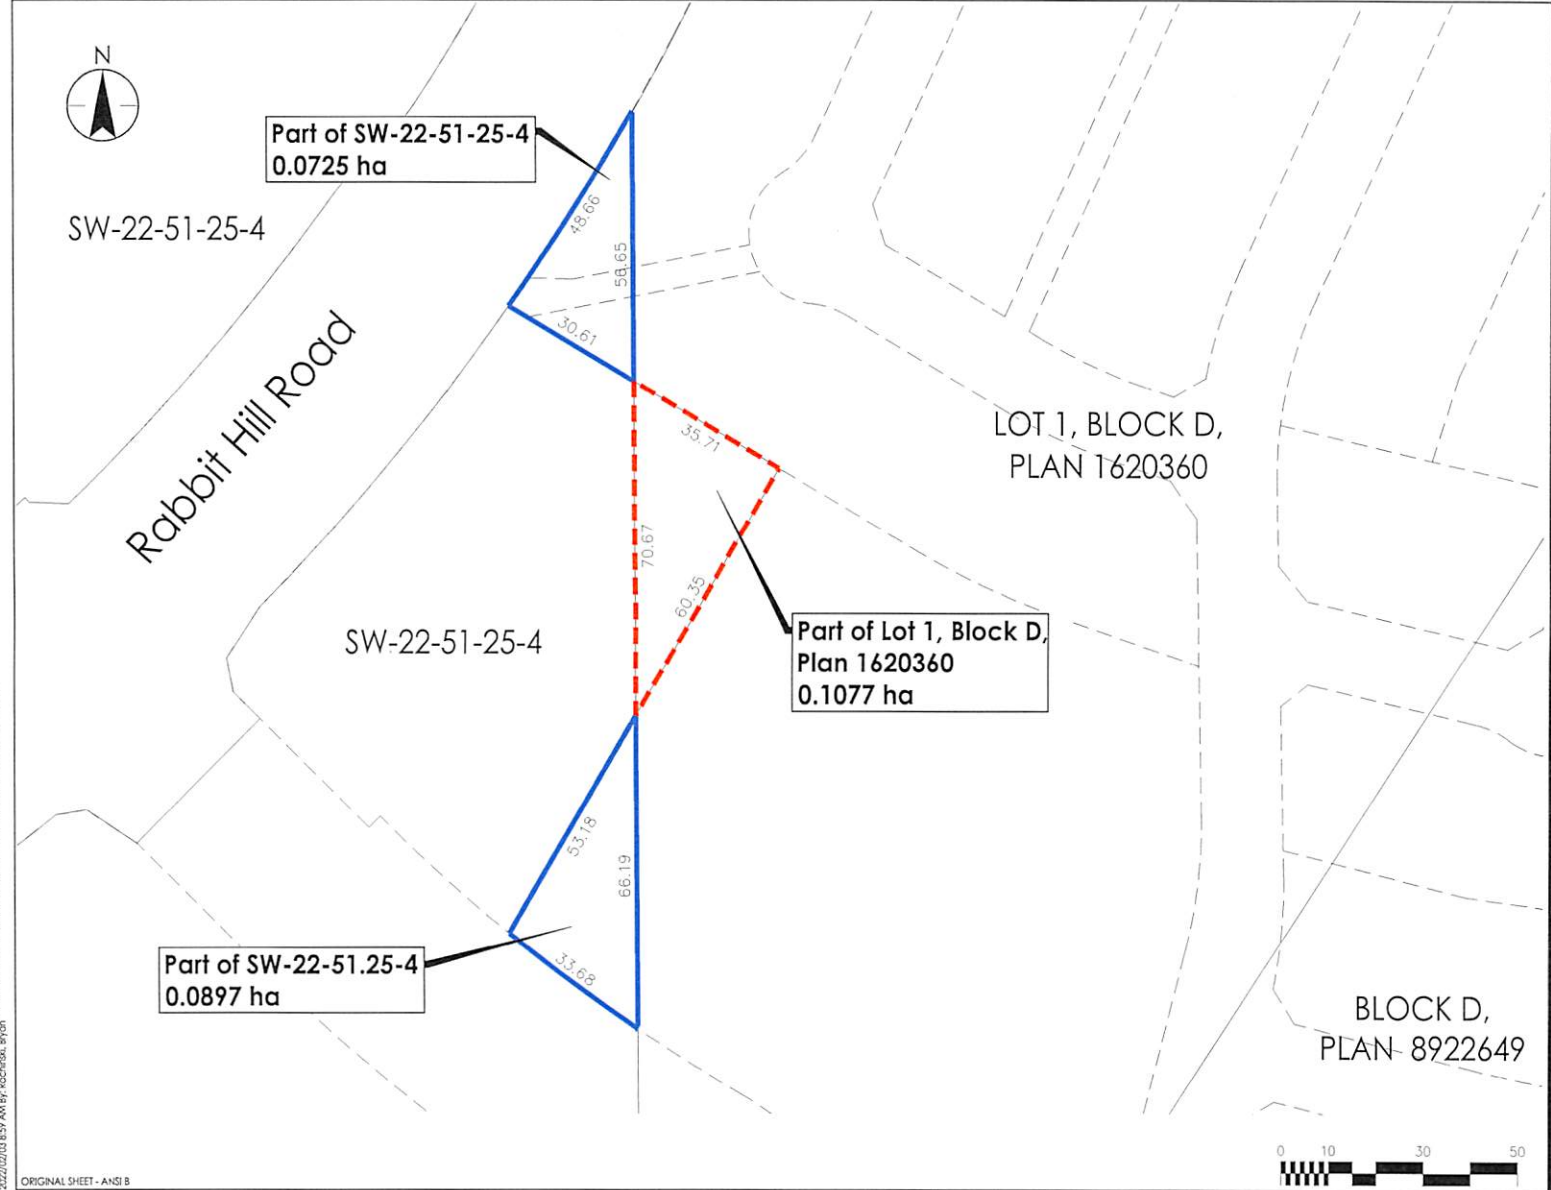 N
Part of SW-22-51-25-4
0.0725 ha
SW-22-51-25-4
48.66
30.61
Rabbit Hill Road
35.71
LOT 1, BLOCK D,
PLAN 1620360
70.67
60.35
SW-22-51-25-4
Part of Lot 1, Block D,
Plan 1620360
0.1077 ha
53.18
66.19
33.68
Part of SW-22-51.25-4
0.0897 ha
BLOCK D,
PLAN 8922649
0 10 30 50
ORIGINAL SHEET - ANSI B